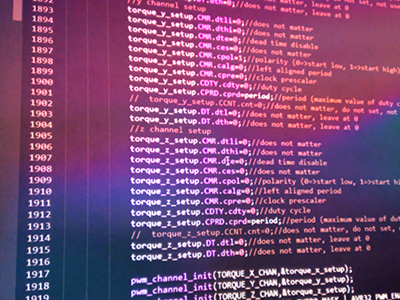 1892 //y channel setup
1893 torque_y_setup.CMR.dtli=0;//does not matter
1894 torque_y_setup.CMR.dthi=0;//does not matter
1895 torque_y_setup.CMR.dte=0;//dead time disable
1896 torque_y_setup.CMR.ces=0;//does not matter
1897 torque_y_setup.CMR.cpol=1;//polarity (0=>start low, 1=>start high)
1898 torque_y_setup.CMR.calg=0;//left aligned period
1899 torque_y_setup.CMR.cpre=0;//clock prescaler
1900 torque_y_setup.CDTY.cdty=0;//duty cycle
1901 torque_y_setup.CPRD.cprd=period;//period (maximum value of duty c
1902 // torque_y_setup.CCNT.cnt=0;//does not matter, do not set, not
1903 torque_y_setup.DT.dtl=0;//does not matter, leave at 0
1904 torque_y_setup.DT.dth=0;//does not matter, leave at 0
1905 //z channel setup
1906 torque_z_setup.CMR.dtli=0;//does not matter
1907 torque_z_setup.CMR.dthi=0;//does not matter
1908 torque_z_setup.CMR.dte=0;//dead time disable
1909 torque_z_setup.CMR.ces=0;//does not matter
1910 torque_z_setup.CMR.cpol=0;//polarity (0=>start low, 1=>start high)
1911 torque_z_setup.CMR.calg=0;//left aligned period
1912 torque_z_setup.CMR.cpre=0;//clock prescaler
1913 torque_z_setup.CDTY.cdty=0;//duty cycle
1914 torque_z_setup.CPRD.cprd=period;//period (maximum value of du
1915 // torque_z_setup.CCNT.cnt=0;//does not matter, do not set,
1916 torque_z_setup.DT.dtl=0;//does not matter, leave at 0
torque_z_setup.DT.dth=0;//does not matter, leave at 0
1917
1918 pwm_channel_init(TORQUE_X_CHAN,&torque_x_setup);
1919 pwm_channel_init(TORQUE_Y_CHAN,&torque_y_setup);